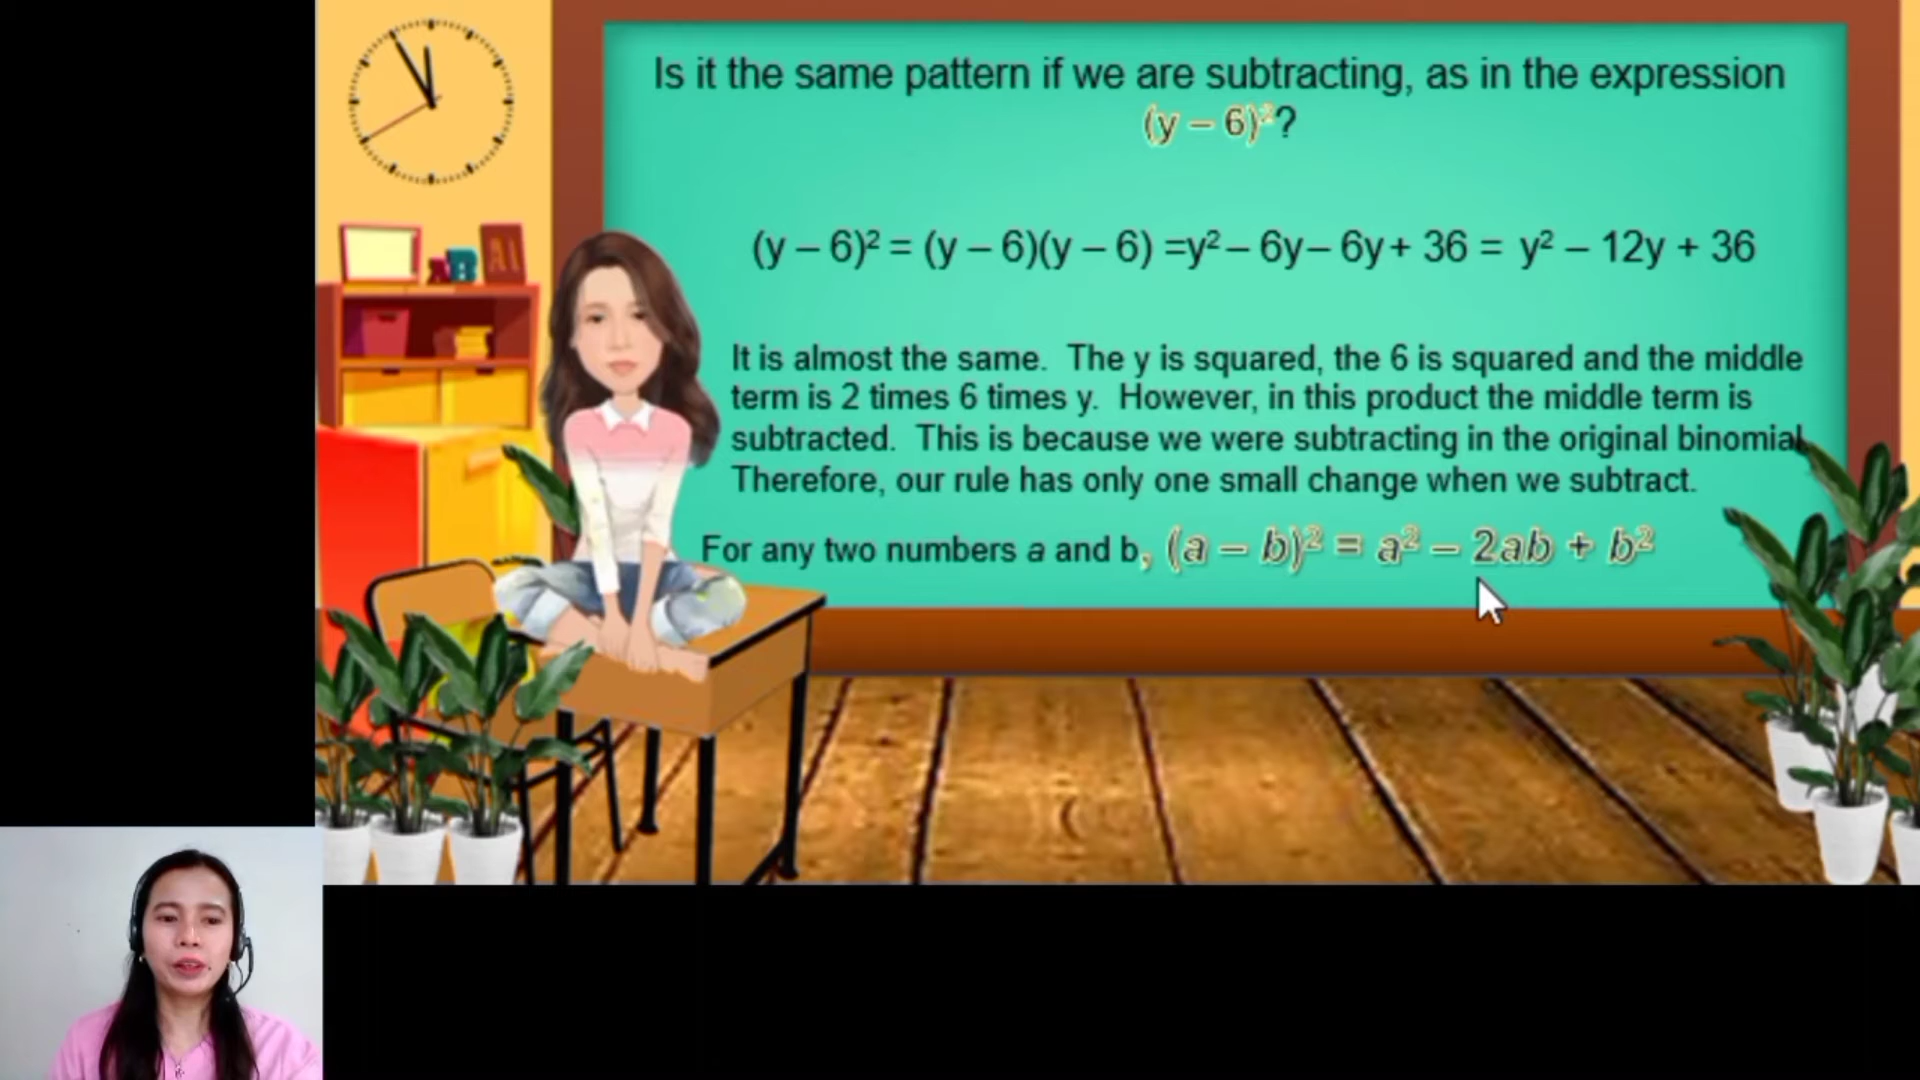 Is it the same pattern if we are subtracting, as in the expression
(y – 6)²?
(y – 6)² = (y – 6)(y – 6) =y² – 6y– 6y+ 36 = y² – 12y + 36
It is almost the same. The y is squared, the 6 is squared and the middle
term is 2 times 6 times y. However, in this product the middle term is
subtracted. This is because we were subtracting in the original binomial
Therefore, our rule has only one small change when we subtract.
For any two numbers a and b, (a – b)² = a² – 2ab + b²